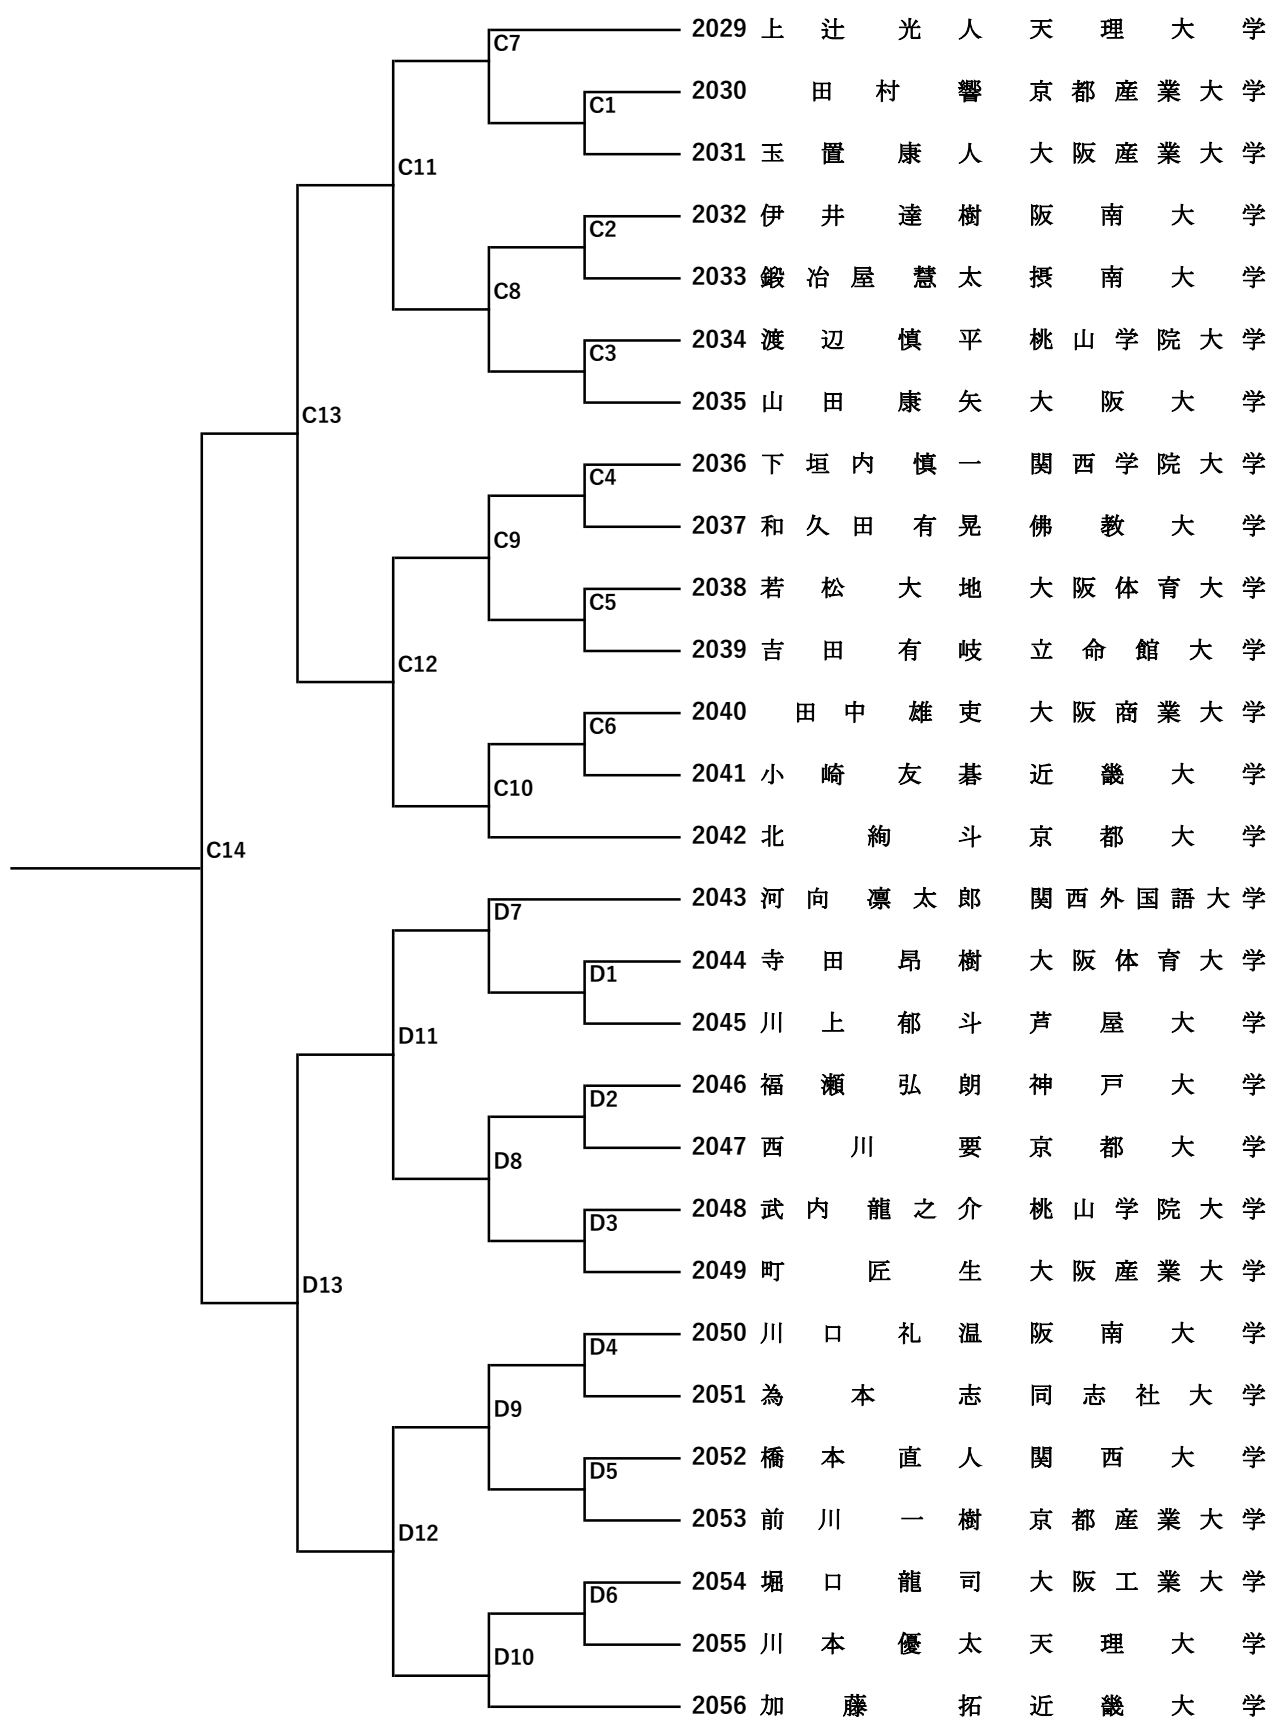 2029 上辻 光人 天理大学
C7
2030 田村 響 京都産業大学
C1
2031 玉置 康人 大阪産業大学
C11
2032 伊井 達樹 阪南大学
C2
2033 鍛冶屋 慧太 摂南大学
C8
2034 渡辺 慎平 桃山学院大学
C3
2035 山田 康矢 大阪大学
C13
2036 下垣内 慎一 関西学院大学
C4
2037 和久田 有晃 佛教大学
C9
2038 若松 大地 大阪体育大学
C5
2039 吉田 有岐 立命館大学
C12
2040 田中 雄吏 大阪商業大学
C6
2041 小崎 友碁 近畿大学
C10
2042 北 絢斗 京都大学
C14
2043 河向 凛太郎 関西外国語大学
D7
2044 寺田 昂樹 大阪体育大学
D1
2045 川上 郁斗 芦屋大学
D11
2046 福瀬 弘朗 神戸大学
D2
2047 西川 要 京都大学
D8
2048 武内 龍之介 桃山学院大学
D3
2049 町 匠生 大阪産業大学
D13
2050 川口 礼温 阪南大学
D4
2051 為本 志 同志社大学
D9
2052 橋本 直人 関西大学
D5
2053 前川 一樹 京都産業大学
D12
2054 堀口 龍司 大阪工業大学
D6
2055 川本 優太 天理大学
D10
2056 加藤 拓 近畿大学